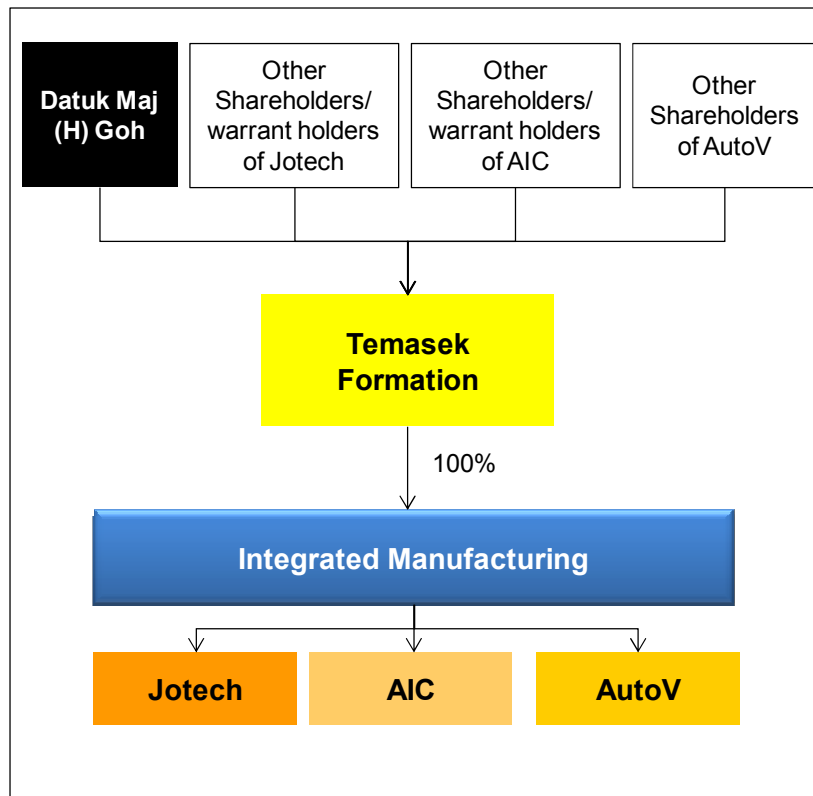 Datuk Maj
(H) Goh
Other
Shareholders/
warrant holders
of Jotech
Other
Shareholders/
warrant holders
of AIC
Other
Shareholders
of AutoV
Temasek
Formation
100%
Integrated Manufacturing
Jotech
AIC
AutoV